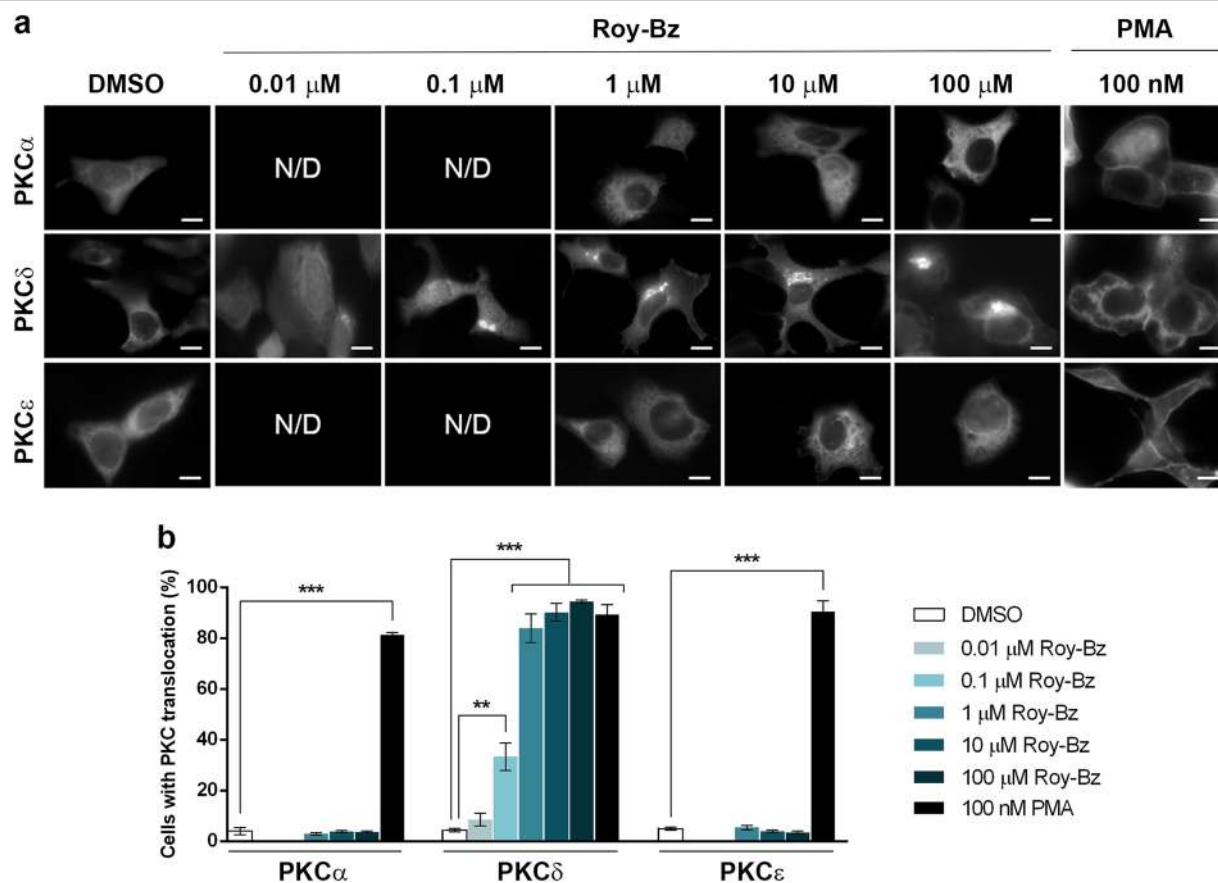 a
Roy-Bz
PMA
DMSO
0.01 μM
0.1 μM
1 μM
10 μM
100 μM
100 nM
PKCα
N/D
N/D
PKCδ
PKCε
N/D
N/D
b
Cells with PKC translocation (%)
100
80
60
40
20
0
***
***
**
***
PKCα
PKCδ
PKCε
DMSO
0.01 μM Roy-Bz
0.1 μM Roy-Bz
1 μM Roy-Bz
10 μM Roy-Bz
100 μM Roy-Bz
100 nM PMA